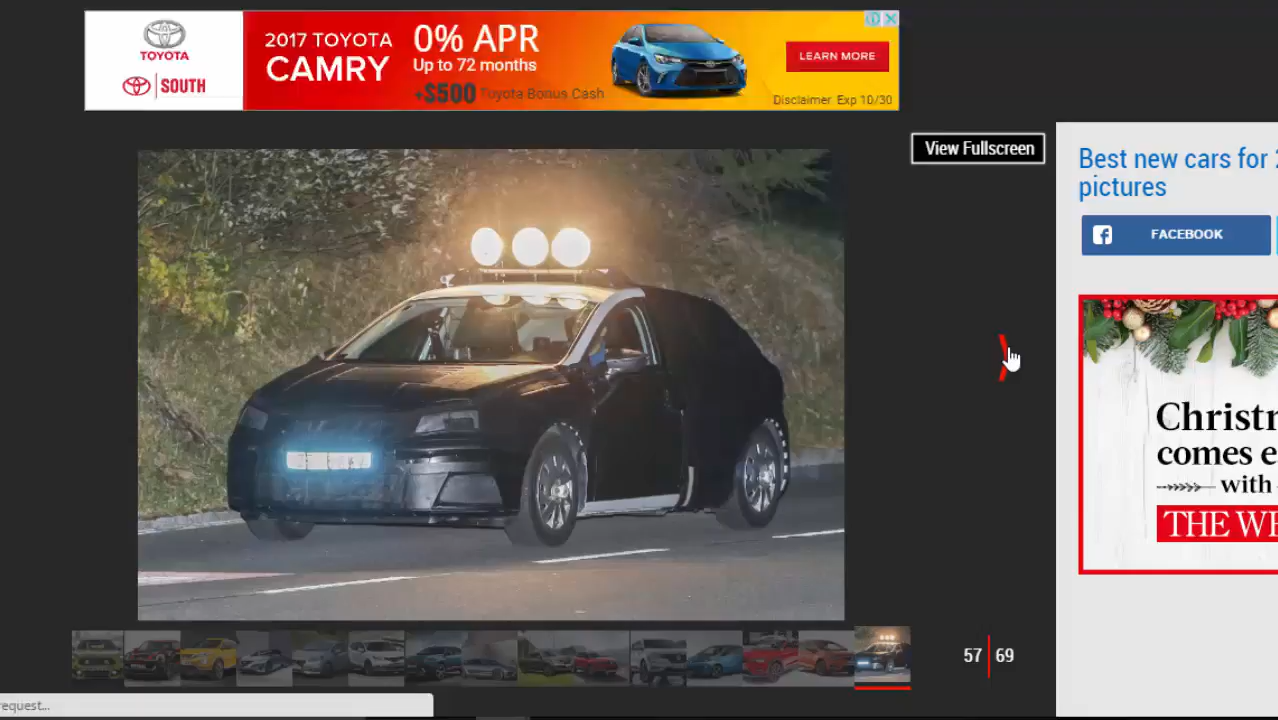 TOYOTA
SOUTH
2017 TOYOTA
CAMRY
0% APR
Up to 72 months
+$500 Toyota Bonus Cash
LEARN MORE
Disclaimer Exp 10/30
View Fullscreen
Best new cars for
pictures
FACEBOOK
Christm
comes e
with
THE WE
57 69
request...